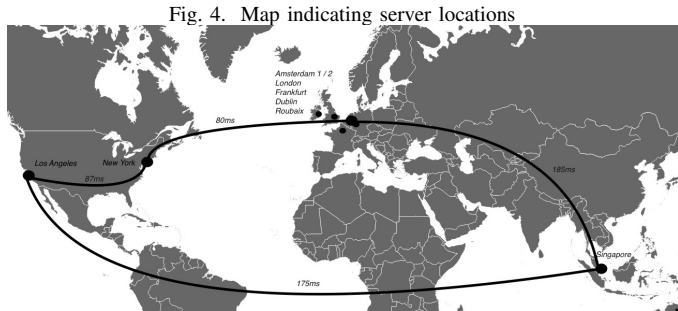 Fig. 4. Map indicating server locations
Amsterdam 1 / 2
London
Frankfurt
Dublin
Roubaix
80ms
Los Angeles
New York
87ms
185ms
Singapore
175ms